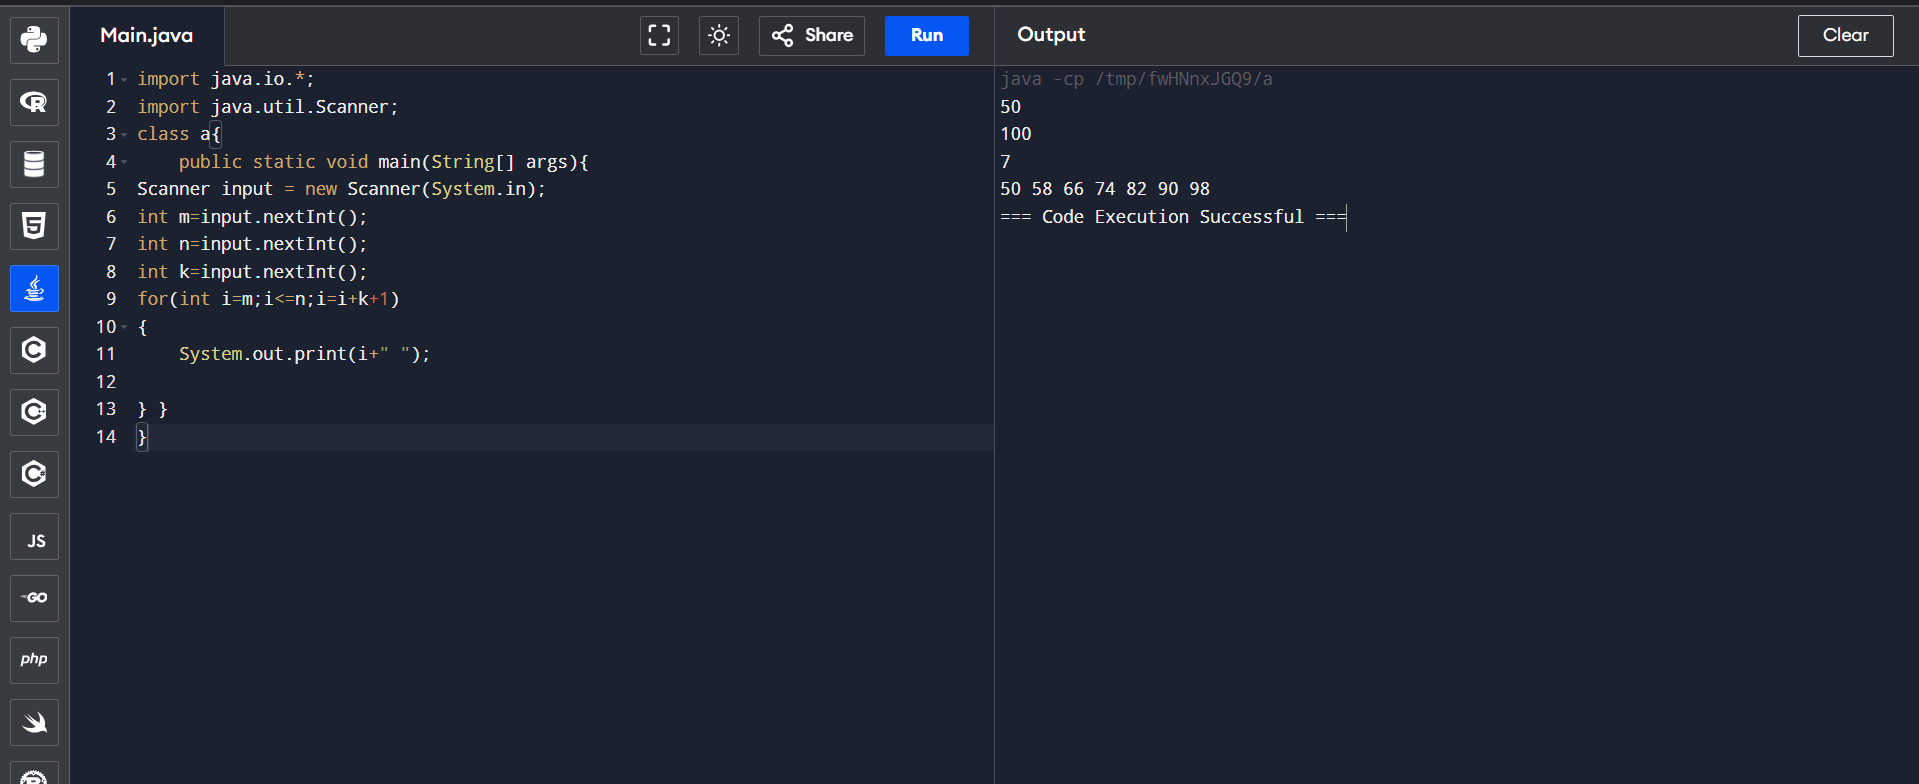 Main.java
Share
Run
Output
Clear
1 import java.io.*;
2 import java.util.Scanner;
3 class a{
4     public static void main(String[] args){
5 Scanner input = new Scanner(System.in);
6 int m=input.nextInt();
7 int n=input.nextInt();
8 int k=input.nextInt();
9 for(int i=m;i<=n;i=i+k+1)
10 {
11     System.out.print(i+" ");
12
13 } }
14 }
java -cp /tmp/fwHNnxJGQ9/a
50
100
7
50 58 66 74 82 90 98
=== Code Execution Successful ===
R
5
C
C++
C#
JS
GO
php
R